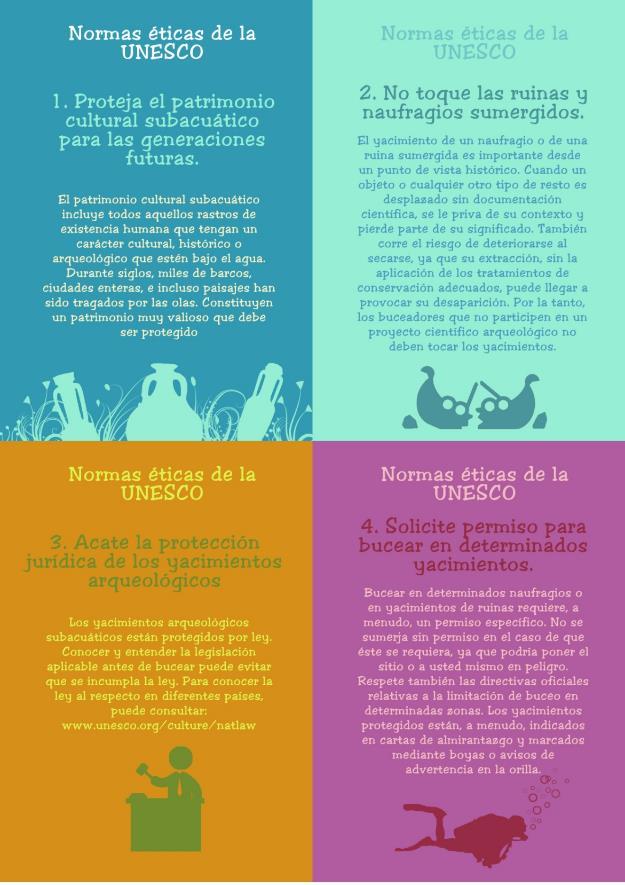 Normas éticas de la
UNESCO
1. Proteja el patrimonio
cultural subacuático
para las generaciones
futuras.
El patrimonio cultural subacuático
incluye todos aquellos rastros de
existencia humana que tengan un
carácter cultural, histórico o
arqueológico que estén bajo el agua.
Durante siglos, miles de barcos,
ciudades enteras, e incluso paisajes han
sido tragados por las olas. Constituyen
un patrimonio muy valioso que debe
ser protegido
Normas éticas de la
UNESCO
2. No toque las ruinas y
naufragios sumergidos.
El yacimiento de un naufragio o de una
ruina sumergida es importante desde
un punto de vista histórico. Cuando un
objeto o cualquier otro tipo de resto es
desplazado sin documentación
científica, se le priva de su contexto y
pierde parte de su significado. También
corre el riesgo de deteriorarse al
secarse, ya que su extracción, sin la
aplicación de los tratamientos de
conservación adecuados, puede llegar a
provocar su desaparición. Por la tanto,
los buceadores que no participen en un
proyecto científico arqueológico no
deben tocar los yacimientos.
Normas éticas de la
UNESCO
3. Acate la protección
jurídica de los yacimientos
arqueológicos
Los yacimientos arqueológicos
subacuáticos están protegidos por ley.
Conocer y entender la legislación
aplicable antes de bucear puede evitar
que se incumpla la ley. Para conocer la
ley al respecto en diferentes países,
puede consultar:
www.unesco.org/culture/natlaw
Normas éticas de la
UNESCO
4. Solicite permiso para
bucear en determinados
yacimientos.
Bucear en determinados naufragios o
en yacimientos de ruinas requiere, a
menudo, un permiso específico. No se
sumerja sin permiso en el caso de que
éste se requiera, ya que podría poner el
sitio o a usted mismo en peligro.
Respete también las directivas oficiales
relativas a la limitación de buceo en
determinadas zonas. Los yacimientos
protegidos están, a menudo, indicados
en cartas de almirantazgo y marcados
mediante boyas o avisos de
advertencia en la orilla.